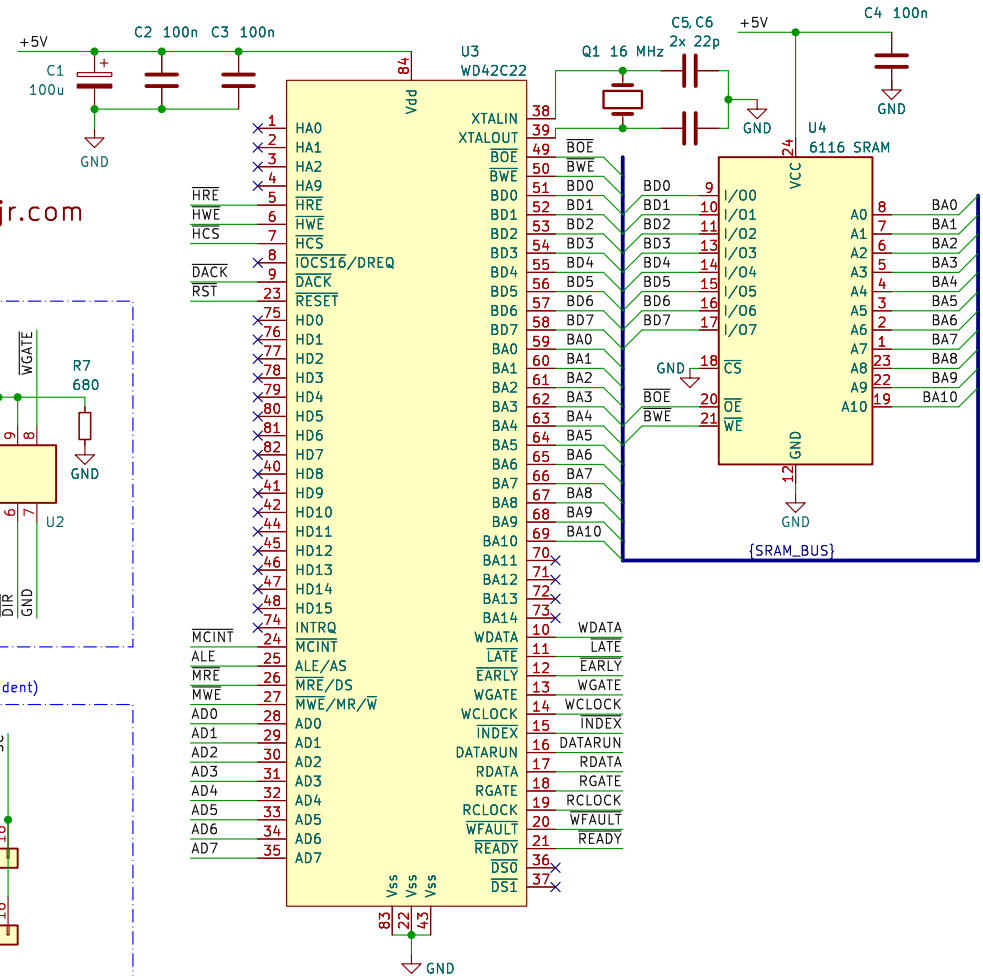 +5V
C1
100u
C2 100n
C3 100n
GND
jr.com
WGATE
R7
680
GND
9
8
6
7
U2
DIR
GND
dent)
16
16
U3
WD42C22
84
Vdd
HRE
HWE
HCS
DACK
RST
MCINT
ALE
MRE
MWE
AD0
AD1
AD2
AD3
AD4
AD5
AD6
AD7
1 HA0
2 HA1
3 HA2
4 HA9
5 HRE
6 HWE
7 HCS
8 IOCS16/DREQ
9 DACK
23 RESET
75 HD0
76 HD1
77 HD2
78 HD3
79 HD4
80 HD5
81 HD6
82 HD7
40 HD8
41 HD9
42 HD10
44 HD11
45 HD12
46 HD13
47 HD14
48 HD15
74 INTRQ
24 MCINT
25 ALE/AS
26 MRE/DS
27 MWE/MR/W
28 AD0
29 AD1
30 AD2
31 AD3
32 AD4
33 AD5
34 AD6
35 AD7
XTALIN 38
XTALOUT 39
BOE 49 BOE
BWE 50 BWE
BD0 51 BD0
BD1 52 BD1
BD2 53 BD2
BD3 54 BD3
BD4 55 BD4
BD5 56 BD5
BD6 57 BD6
BD7 58 BD7
BA0 59 BA0
BA1 60 BA1
BA2 61 BA2
BA3 62 BA3
BA4 63 BA4
BA5 64 BA5
BA6 65 BA6
BA7 66 BA7
BA8 67 BA8
BA9 68 BA9
BA10 69 BA10
BA11 70
BA12 71
BA13 72
BA14 73
WDATA 10 WDATA
LATE 11 LATE
EARLY 12 EARLY
WGATE 13 WGATE
WCLOCK 14 WCLOCK
INDEX 15 INDEX
DATARUN 16 DATARUN
RDATA 17 RDATA
RGATE 18 RGATE
RCLOCK 19 RCLOCK
WFAULT 20 WFAULT
READY 21 READY
DS0 36
DS1 37
Vss Vss Vss
83 22 43
GND
Q1 16 MHz
C5,C6
2x 22p
GND
+5V
C4 100n
GND
U4
6116 SRAM
24
VCC
BD0 9 I/O0
BD1 10 I/O1
BD2 11 I/O2
BD3 13 I/O3
BD4 14 I/O4
BD5 15 I/O5
BD6 16 I/O6
BD7 17 I/O7
GND 18 CS
BOE 20 OE
BWE 21 WE
A0 8 BA0
A1 7 BA1
A2 6 BA2
A3 5 BA3
A4 4 BA4
A5 3 BA5
A6 2 BA6
A7 1 BA7
A8 23 BA8
A9 22 BA9
A10 19 BA10
GND
12
GND
{SRAM_BUS}